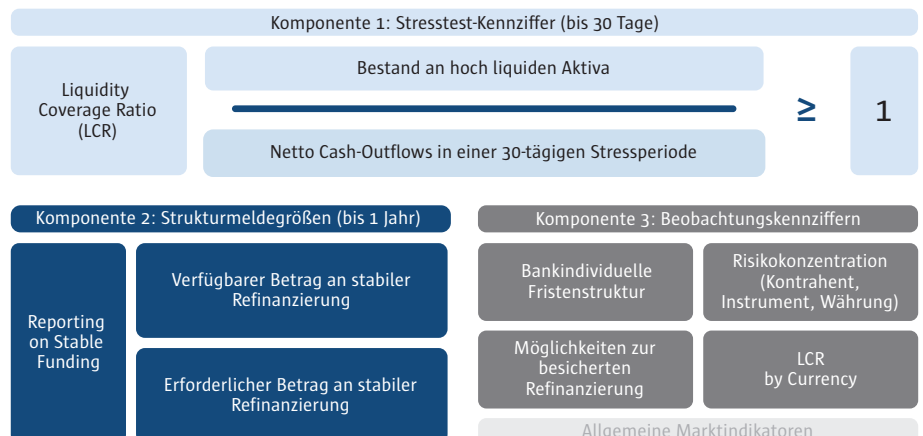 Komponente 1: Stresstest-Kennziffer (bis 30 Tage)
Liquidity
Coverage Ratio
(LCR)
Bestand an hoch liquiden Aktiva
Netto Cash-Outflows in einer 30-tägigen Stressperiode
≥
1
Komponente 2: Strukturmeldegrößen (bis 1 Jahr)
Reporting
on Stable
Funding
Verfügbarer Betrag an stabiler
Refinanzierung
Erforderlicher Betrag an stabiler
Refinanzierung
Komponente 3: Beobachtungskennziffern
Bankindividuelle
Fristenstruktur
Risikokonzentration
(Kontrahent,
Instrument, Währung)
Möglichkeiten zur
besicherten
Refinanzierung
LCR
by Currency
Allgemeine Marktindikatoren